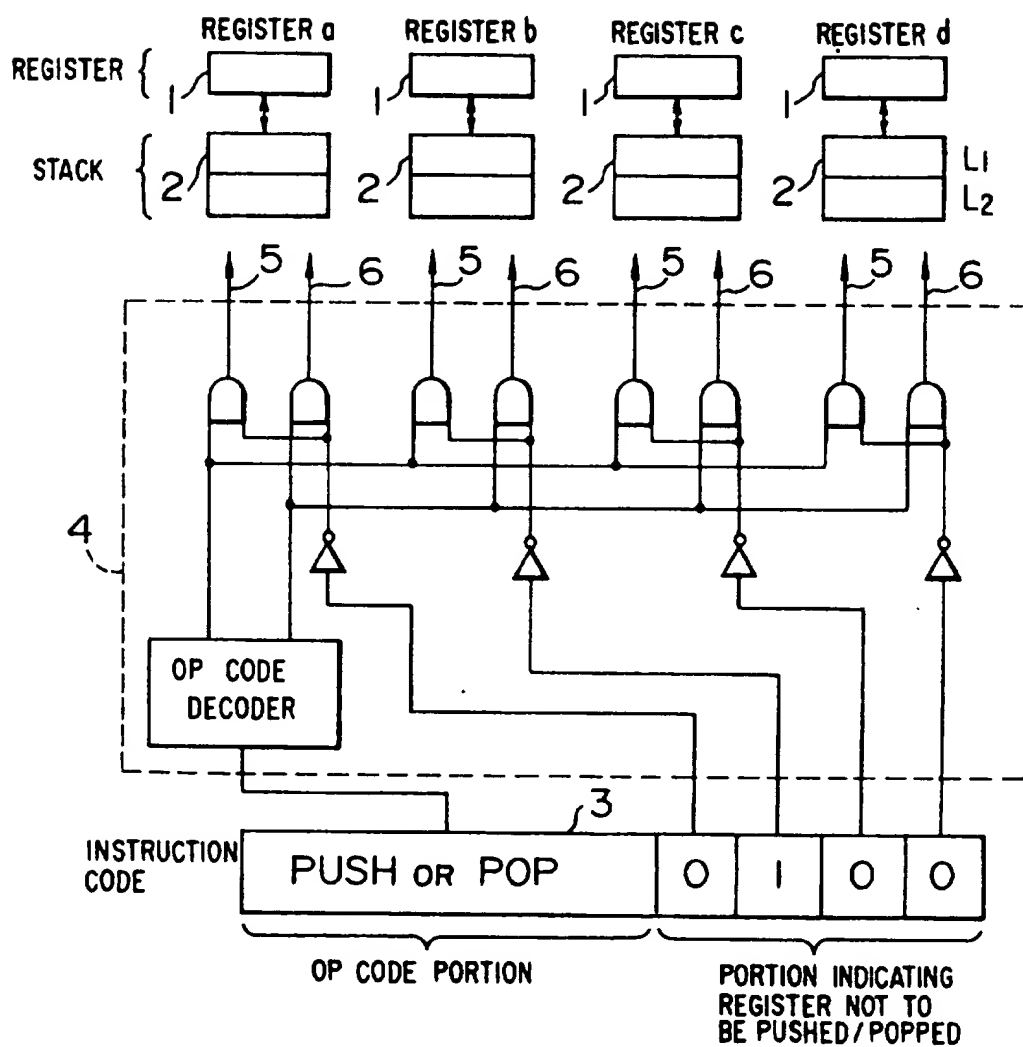 REGISTER a REGISTER b REGISTER c REGISTER d
REGISTER { 1 1 1 1
STACK { 2 2 2 2 L1
L2
5 6 5 6 5 6 5 6
4
OP CODE
DECODER
3
INSTRUCTION
CODE
PUSH OR POP 0 1 0 0
OP CODE PORTION
PORTION INDICATING
REGISTER NOT TO
BE PUSHED/POPPED